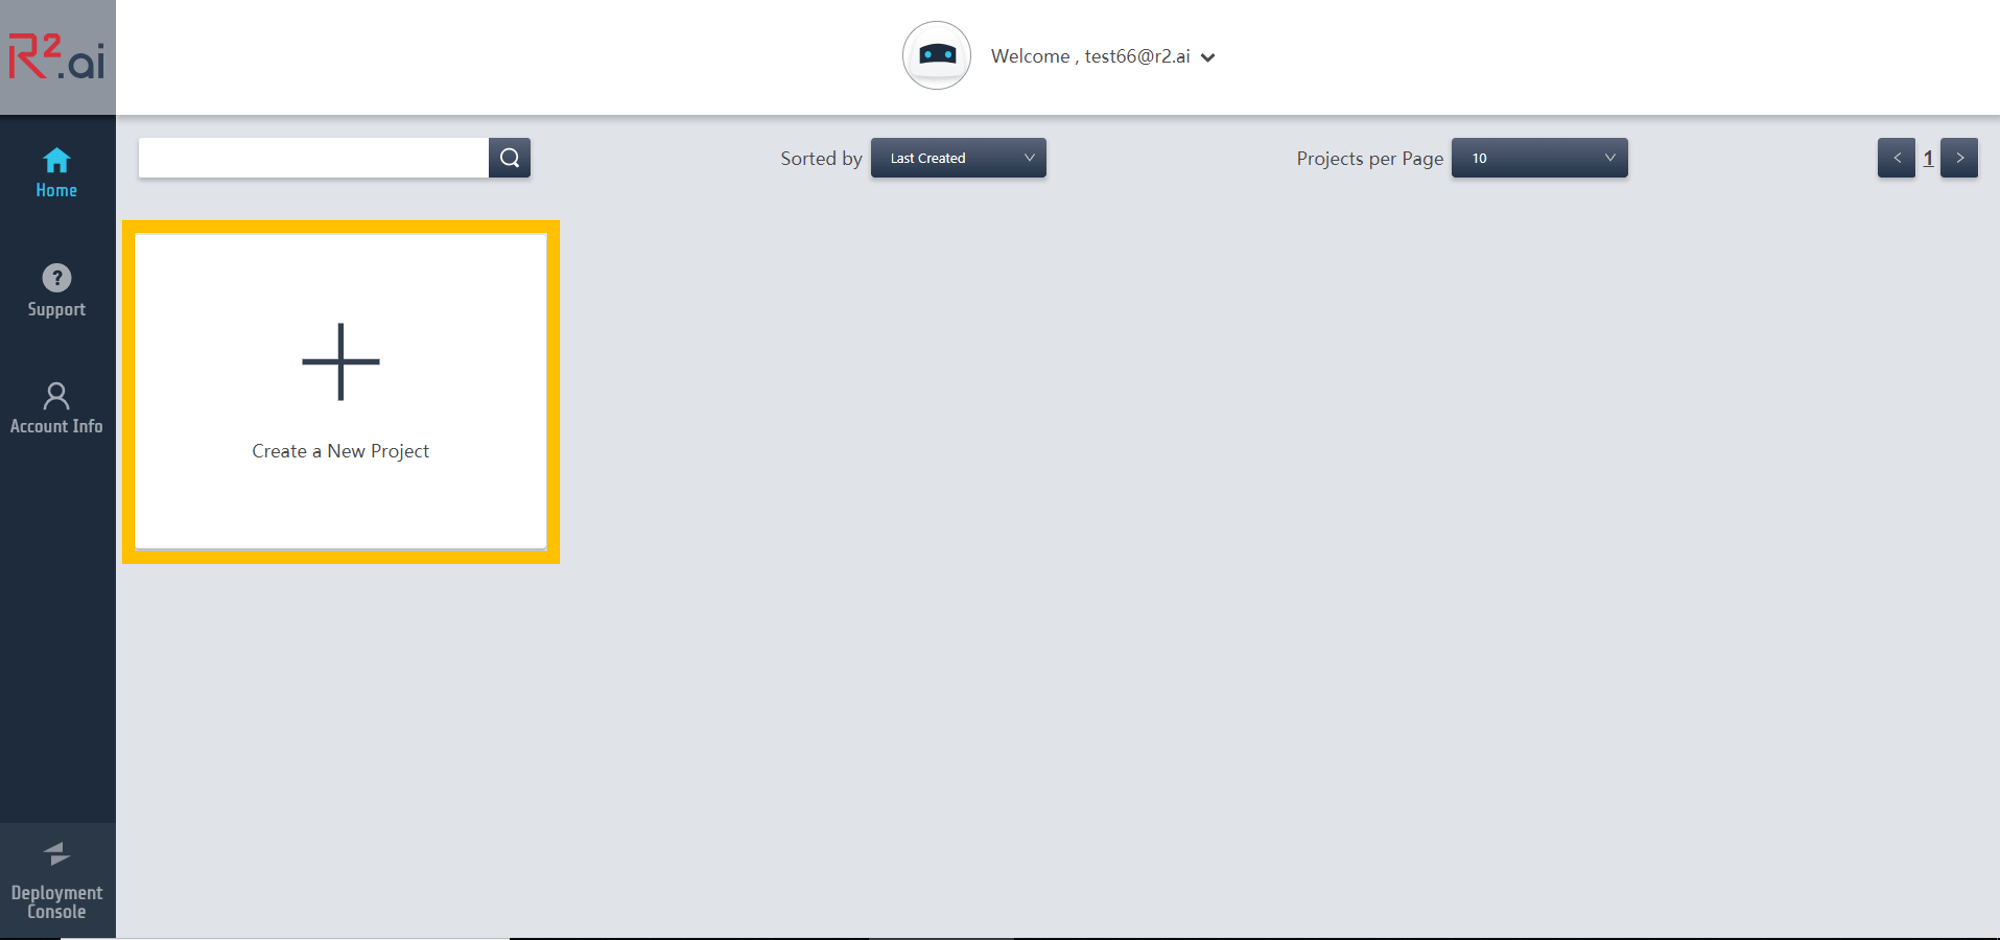 R².ai
Welcome , test66@r2.ai
Home
Support
Account Info
Deployment
Console
Sorted by
Last Created
Projects per Page
10
< 1 >
Create a New Project